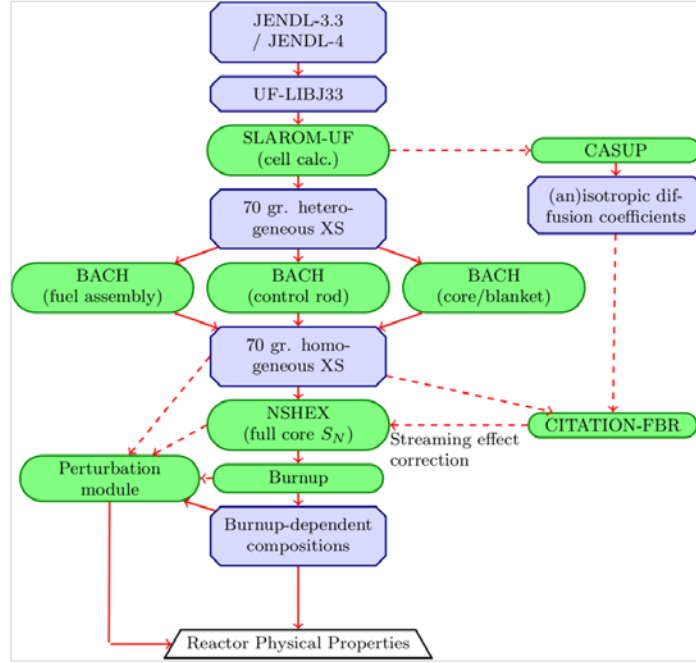 JENDL-3.3
/ JENDL-4
UF-LIBJ33
SLAROM-UF
(cell calc.)
CASUP
70 gr. hetero-
geneous XS
(an)isotropic dif-
fusion coefficients
BACH
(fuel assembly)
BACH
(control rod)
BACH
(core/blanket)
70 gr. homo-
geneous XS
NSHEX
(full core S_N)
Streaming effect
correction
CITATION-FBR
Perturbation
module
Burnup
Burnup-dependent
compositions
Reactor Physical Properties